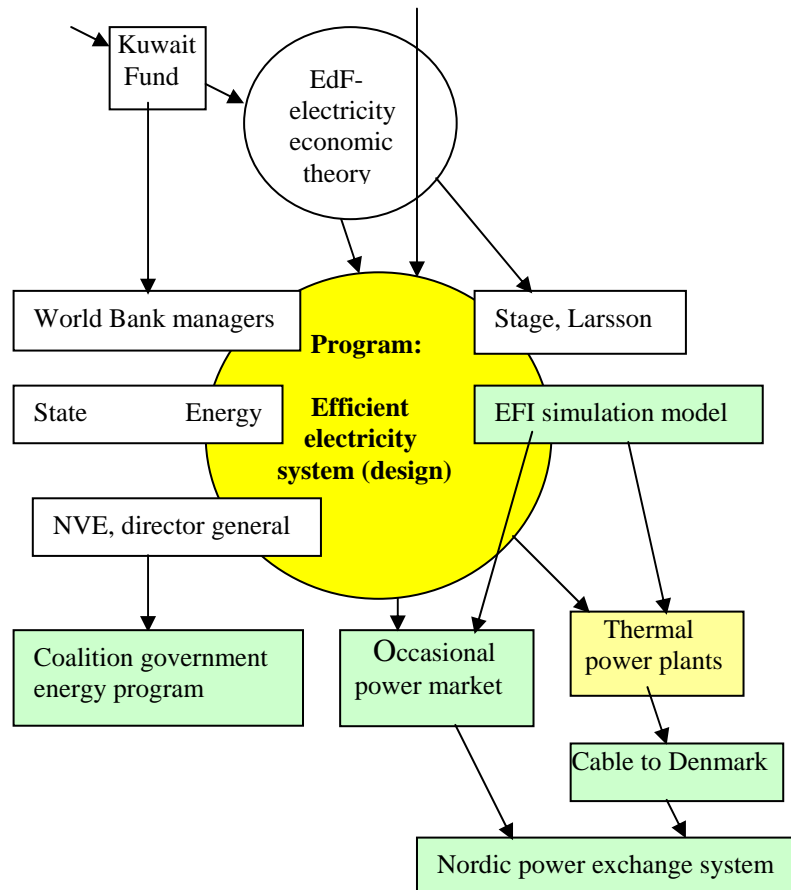 Kuwait
Fund
EdF-
electricity
economic
theory
World Bank managers
Stage, Larsson
Program:
Efficient
electricity
system (design)
State Energy
EFI simulation model
NVE, director general
Coalition government
energy program
Occasional
power market
Thermal
power plants
Cable to Denmark
Nordic power exchange system